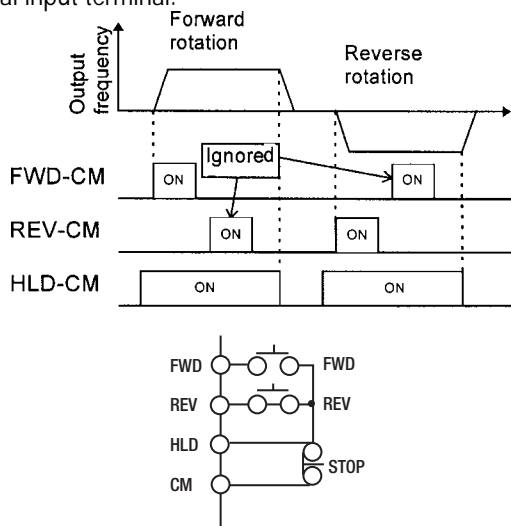 al input terminal.
Forward
rotation
Output
frequency
Reverse
rotation
Ignored
FWD-CM
ON
ON
REV-CM
ON
ON
HLD-CM
ON
ON
FWD
FWD
REV
REV
HLD
STOP
CM